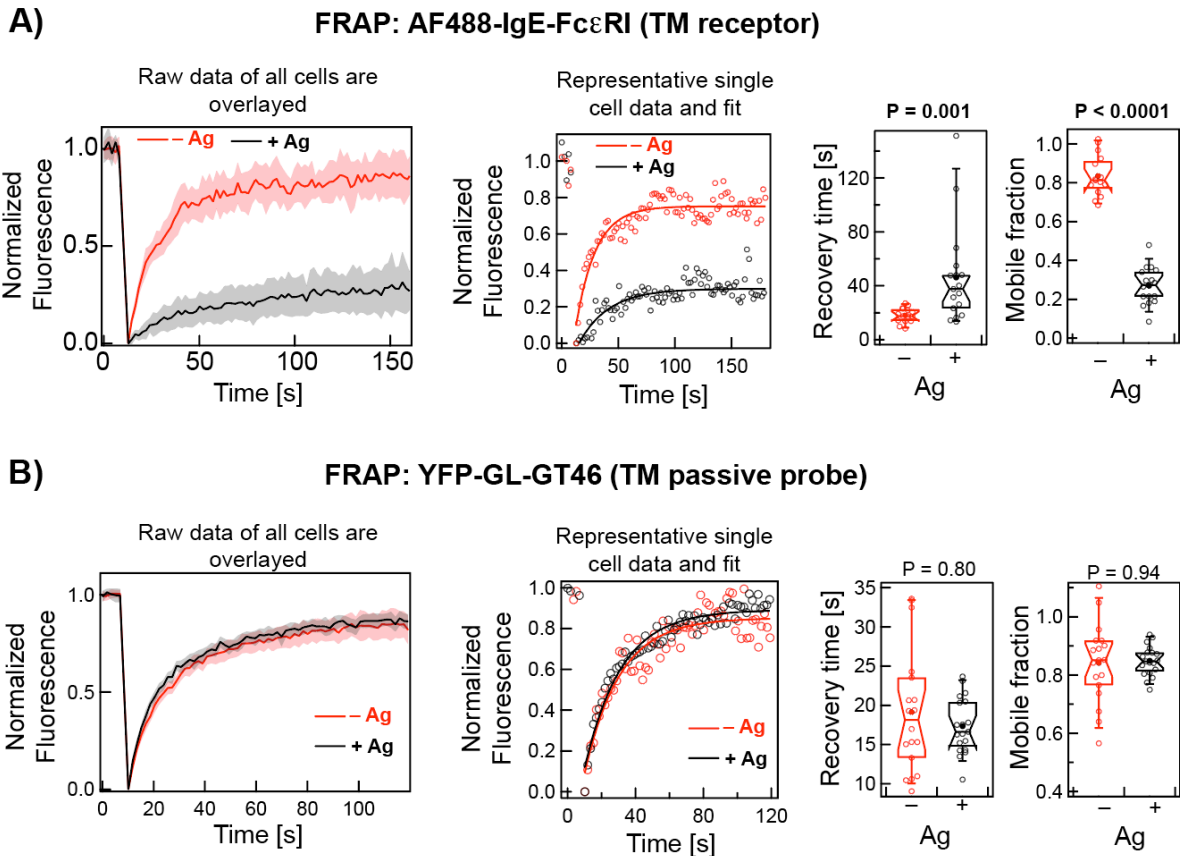 A)
FRAP: AF488-IgE-FcεRI (TM receptor)
Raw data of all cells are
overlayed
– Ag
+ Ag
Normalized
Fluorescence
1.0
0.5
0.0
0
50
100
150
Time [s]
Representative single
cell data and fit
– Ag
+ Ag
Normalized
Fluorescence
1.0
0.8
0.6
0.4
0.2
0.0
0
50
100
150
Time [s]
P = 0.001
Recovery time [s]
120
80
40
0
–
+
Ag
P < 0.0001
Mobile fraction
1.0
0.8
0.6
0.4
0.2
0.0
–
+
Ag
B)
FRAP: YFP-GL-GT46 (TM passive probe)
Raw data of all cells are
overlayed
Normalized
Fluorescence
1.0
0.5
0.0
– Ag
+ Ag
0
20
40
60
80
100
Time [s]
Representative single
cell data and fit
Normalized
Fluorescence
1.0
0.8
0.6
0.4
0.2
0.0
– Ag
+ Ag
0
40
80
120
Time [s]
P = 0.80
Recovery time [s]
35
30
25
20
15
10
–
+
Ag
P = 0.94
Mobile fraction
1.0
0.8
0.6
0.4
–
+
Ag